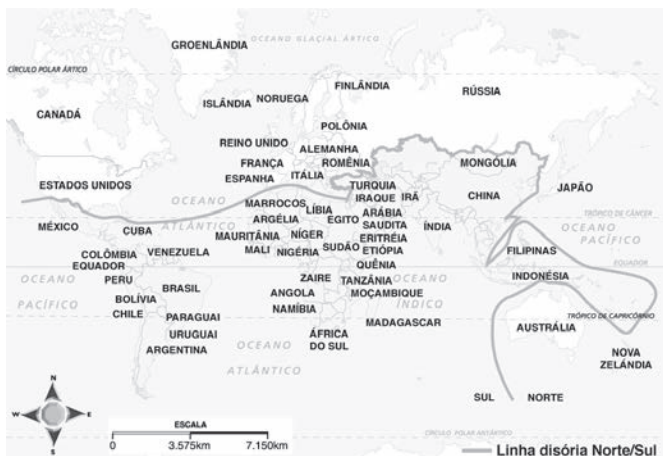 OCEANO GLACIAL ÁRTICO
GROENLÂNDIA
CÍRCULO POLAR ÁRTICO
FINLÂNDIA
RÚSSIA
ISLÂNDIA
NORUEGA
CANADÁ
POLÔNIA
REINO UNIDO
ALEMANHA
FRANÇA
ROMÊNIA
MONGÓLIA
ESPANHA
ITÁLIA
ESTADOS UNIDOS
TURQUIA
CHINA
JAPÃO
OCEANO
ATLÂNTICO
MARROCOS
IRAQUE
IRÃ
LÍBIA
ARÁBIA
SAUDITA
TRÓPICO DE CÂNCER
MÉXICO
CUBA
ARGÉLIA
EGITO
ÍNDIA
OCEANO
PACÍFICO
MAURITÂNIA
NÍGER
ERITRÉIA
COLÔMBIA
VENEZUELA
MALI
NIGÉRIA
SUDÃO
ETIÓPIA
FILIPINAS
EQUADOR
QUÊNIA
EQUADOR
OCEANO
PACÍFICO
PERU
BRASIL
ZAIRE
TANZÂNIA
OCEANO
ÍNDICO
INDONÉSIA
BOLÍVIA
ANGOLA
MOÇAMBIQUE
CHILE
PARAGUAI
NAMÍBIA
MADAGASCAR
TRÓPICO DE CAPRICÓRNIO
AUSTRÁLIA
URUGUAI
ÁFRICA
DO SUL
ARGENTINA
OCEANO
ATLÂNTICO
NOVA
ZELÂNDIA
SUL
NORTE
N
W
E
S
ESCALA
0
3.575km
7.150km
CÍRCULO POLAR ANTÁRTICO
Linha disória Norte/Sul